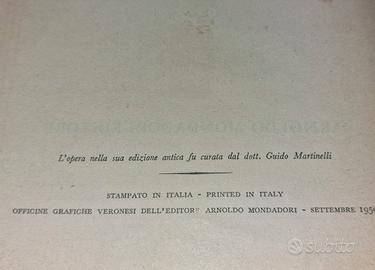 L'opera nella sua edizione antica fu curata dal dott. Guido Martinelli
STAMPATO IN ITALIA - PRINTED IN ITALY
OFFICINE GRAFICHE VERONESI DELL'EDITORE ARNOLDO MONDADORI - SETTEMBRE
subito